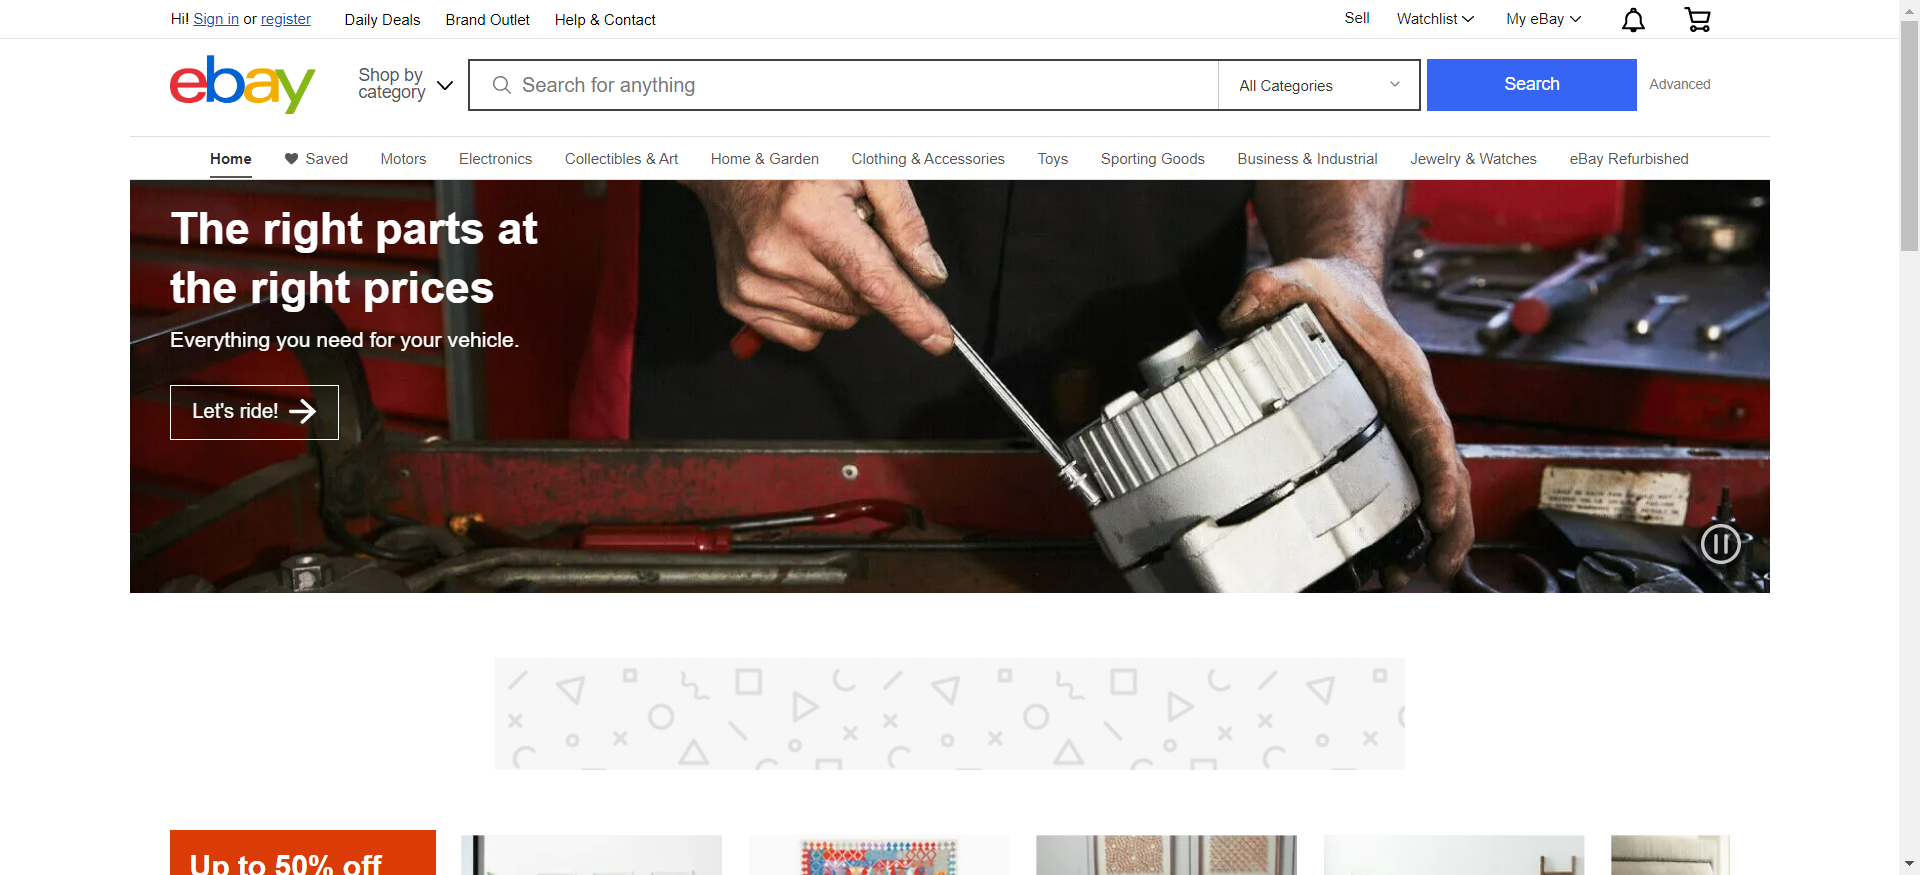 Hi! Sign in or register
Daily Deals
Brand Outlet
Help & Contact
Sell
Watchlist
My eBay
ebay
Shop by
category
Search for anything
All Categories
Search
Advanced
Home
Saved
Motors
Electronics
Collectibles & Art
Home & Garden
Clothing & Accessories
Toys
Sporting Goods
Business & Industrial
Jewelry & Watches
eBay Refurbished
The right parts at
the right prices
Everything you need for your vehicle.
Let's ride!
Up to 50% off